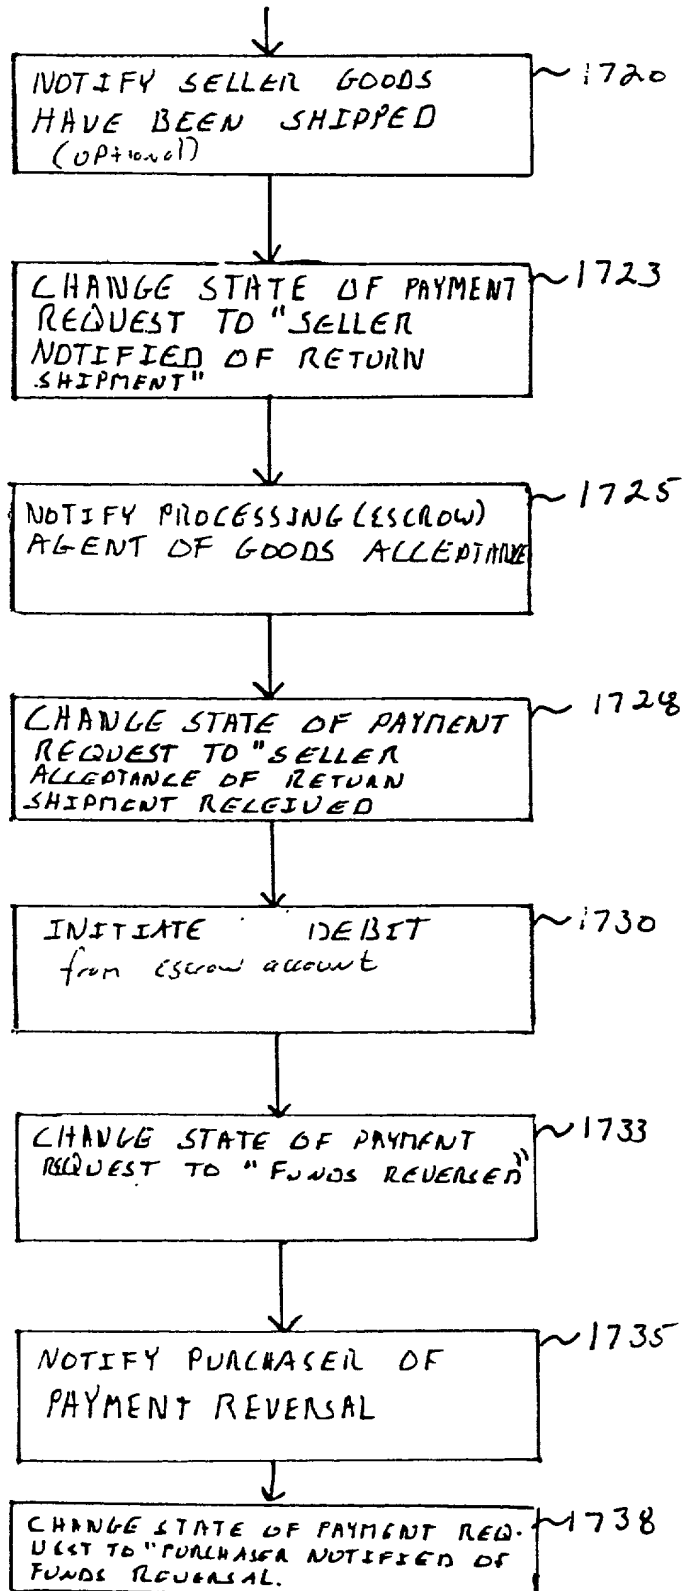 1720
NOTIFY SELLER GOODS
HAVE BEEN SHIPPED
(optional)
1723
CHANGE STATE OF PAYMENT
REQUEST TO "SELLER
NOTIFIED OF RETURN
SHIPMENT"
1725
NOTIFY PROCESSING (ESCROW)
AGENT OF GOODS ACCEPTANCE
1728
CHANGE STATE OF PAYMENT
REQUEST TO "SELLER
ACCEPTANCE OF RETURN
SHIPMENT RECEIVED
1730
INITIATE DEBIT
from escrow account
1733
CHANGE STATE OF PAYMENT
REQUEST TO "FUNDS REVERSED"
1735
NOTIFY PURCHASER OF
PAYMENT REVERSAL
1738
CHANGE STATE OF PAYMENT REQ-
UEST TO "PURCHASER NOTIFIED OF
FUNDS REVERSAL.